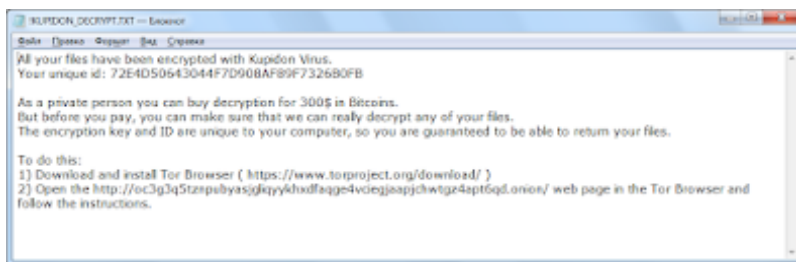 !KUPIDON_DECRYPT.TXT — Блокнот
Файл Правка Формат Вид Справка
All your files have been encrypted with Kupidon Virus.
Your unique id: 72E4D50643044F7D908AF89F7326B0FB
As a private person you can buy decryption for 300$ in Bitcoins.
But before you pay, you can make sure that we can really decrypt any of your files.
The encryption key and ID are unique to your computer, so you are guaranteed to be able to return your files.
To do this:
1) Download and install Tor Browser ( https://www.torproject.org/download/ )
2) Open the http://oc3g3q5tznpubyasjgliqyykhxdfaqge4vciegjaapjchwtgz4apt6qd.onion/ web page in the Tor Browser and
follow the instructions.